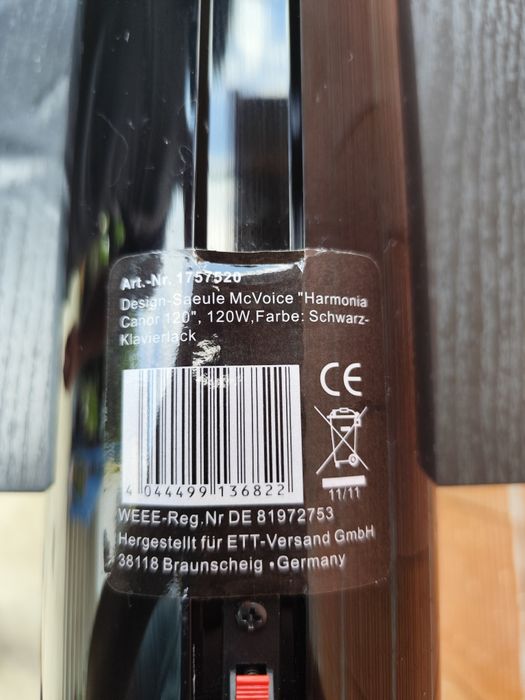 Art.-Nr. 1757520
Design-Saeule McVoice "Harmonia
Canor 120", 120W,Farbe: Schwarz-
Klavierlack
CE
4 044499 136822
11/11
WEEE-Reg.Nr DE 81972753
Hergestellt für ETT-Versand GmbH
38118 Braunscheig •Germany